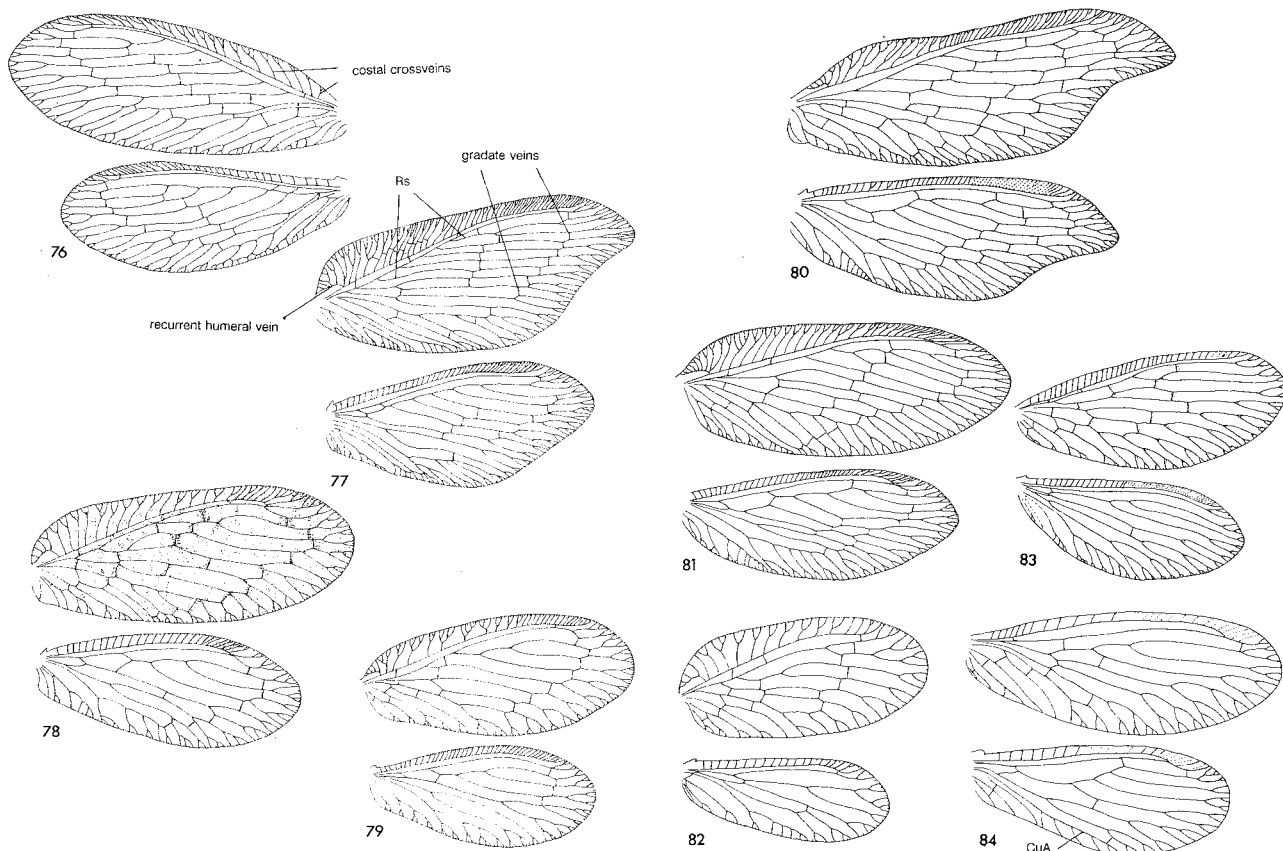 costal crossveins
76
gradate veins
Rs
recurrent humeral vein
77
78
79
80
81
83
82
84
CuA